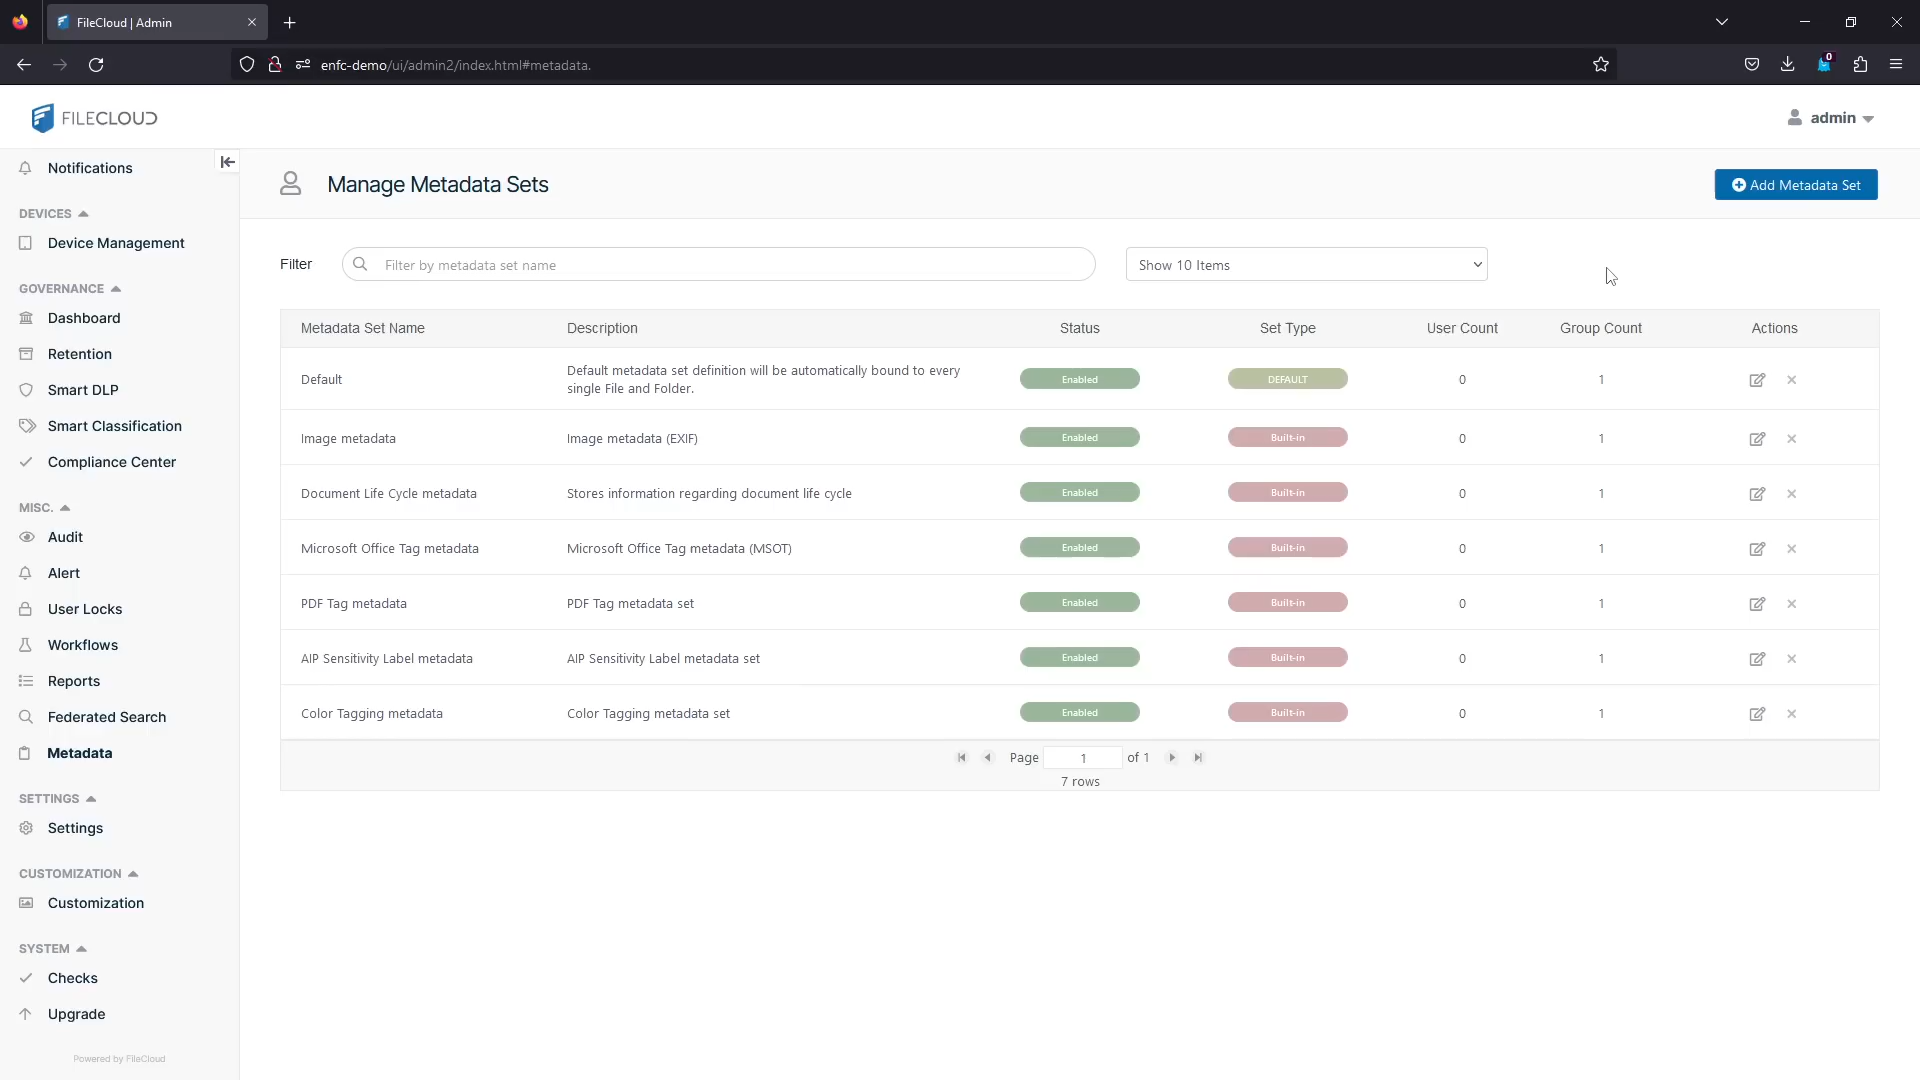 FileCloud | Admin
enfc-demo/ui/admin2/index.html#metadata.
0
FILECLOUD
admin
Notifications
DEVICES
Device Management
GOVERNANCE
Dashboard
Retention
Smart DLP
Smart Classification
Compliance Center
MISC.
Audit
Alert
User Locks
Workflows
Reports
Federated Search
Metadata
SETTINGS
Settings
CUSTOMIZATION
Customization
SYSTEM
Checks
Upgrade
Powered by FileCloud
Manage Metadata Sets
Add Metadata Set
Filter
Filter by metadata set name
Show 10 Items
Metadata Set Name Description Status Set Type User Count Group Count Actions
Default Default metadata set definition will be automatically bound to every
single File and Folder. Enabled DEFAULT 0 1
Image metadata Image metadata (EXIF) Enabled Built-in 0 1
Document Life Cycle metadata Stores information regarding document life cycle Enabled Built-in 0 1
Microsoft Office Tag metadata Microsoft Office Tag metadata (MSOT) Enabled Built-in 0 1
PDF Tag metadata PDF Tag metadata set Enabled Built-in 0 1
AIP Sensitivity Label metadata AIP Sensitivity Label metadata set Enabled Built-in 0 1
Color Tagging metadata Color Tagging metadata set Enabled Built-in 0 1
Page 1 of 1
7 rows